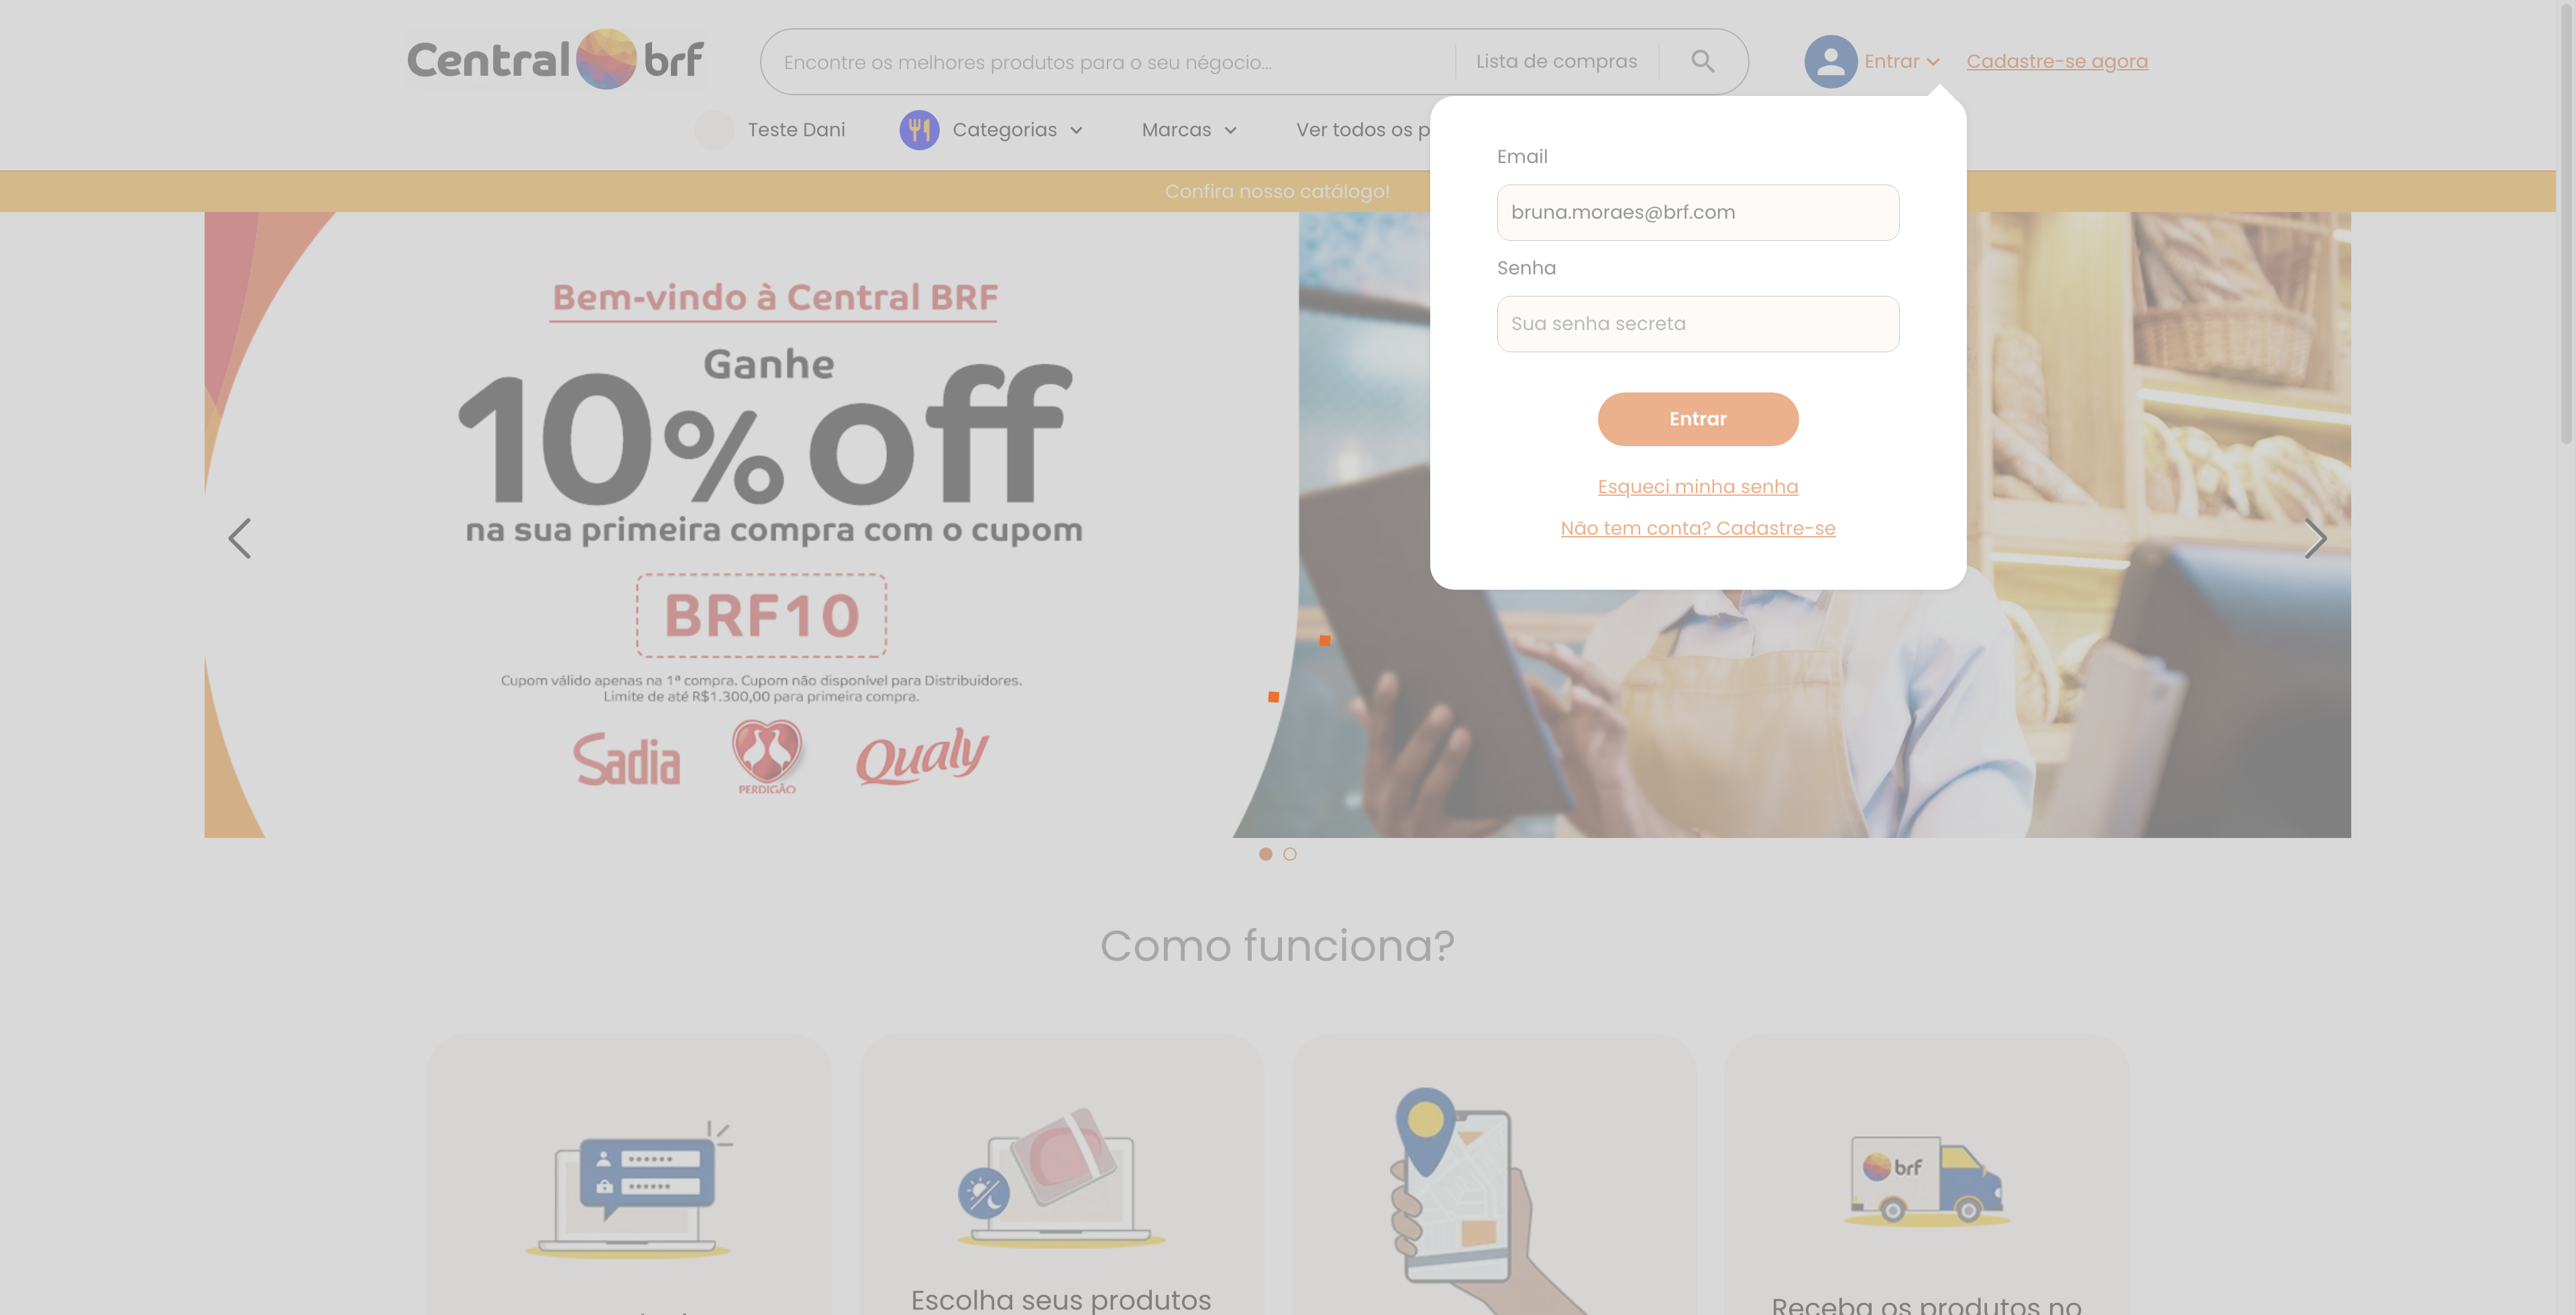 Central brf
Encontre os melhores produtos para o seu négocio...
Lista de compras
Entrar
Cadastre-se agora
Teste Dani
Categorias
Marcas
Ver todos os p
Confira nosso catálogo!
Email
bruna.moraes@brf.com
Senha
Sua senha secreta
Entrar
Esqueci minha senha
Não tem conta? Cadastre-se
Bem-vindo à Central BRF
Ganhe
10% off
na sua primeira compra com o cupom
BRF10
Cupom válido apenas na 1ª compra. Cupom não disponível para Distribuidores.
Limite de até R$1.300,00 para primeira compra.
Sadia
PERDIGÃO
Qualy
Como funciona?
brf
Escolha seus produtos
Receba os produtos no